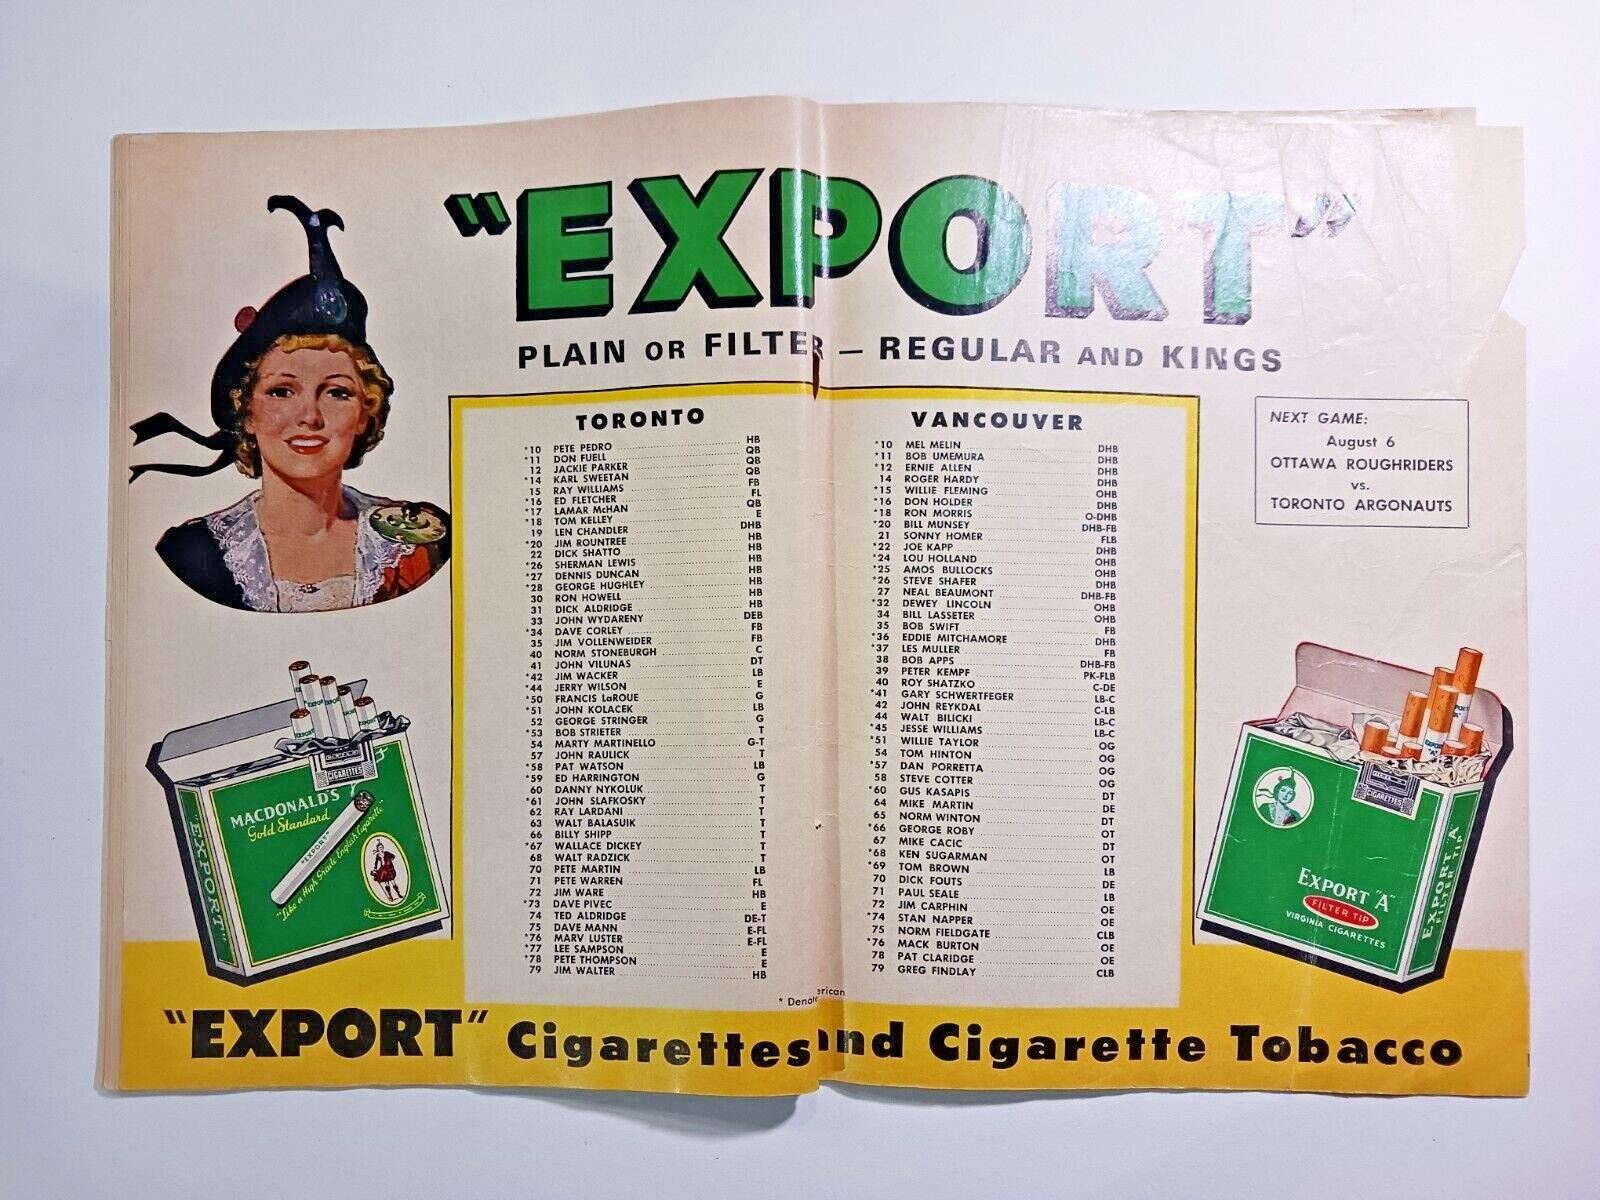 "EXPORT"
PLAIN OR FILTER – REGULAR AND KINGS
TORONTO
*10 PETE PEDRO HB
*11 DON FUELL QB
12 JACKIE PARKER QB
*14 KARL SWEETAN QB
15 RAY WILLIAMS FB
*16 ED FLETCHER FL
*17 LAMAR McHAN QB
*18 TOM KELLEY E
19 LEN CHANDLER DHB
*20 JIM ROUNTREE HB
22 DICK SHATTO HB
*26 SHERMAN LEWIS HB
*27 DENNIS DUNCAN HB
*28 GEORGE HUGHLEY HB
30 RON HOWELL HB
31 DICK ALDRIDGE HB
33 JOHN WYDARENY DEB
*34 DAVE CORLEY FB
35 JIM VOLLENWEIDER FB
40 NORM STONEBURGH C
41 JOHN VILUNAS DT
*42 JIM WACKER LB
*44 JERRY WILSON E
*50 FRANCIS LaROUE G
*51 JOHN KOLACEK LB
52 GEORGE STRINGER G
*53 BOB STRIETER T
54 MARTY MARTINELLO G-T
57 JOHN RAULICK T
*58 PAT WATSON LB
*59 ED HARRINGTON G
60 DANNY NYKOLUK T
*61 JOHN SLAFKOSKY T
62 RAY LARDANI T
63 WALT BALASUIK T
66 BILLY SHIPP T
*67 WALLACE DICKEY T
68 WALT RADZICK T
70 PETE MARTIN LB
71 PETE WARREN FL
72 JIM WARE HB
*73 DAVE PIVEC E
74 TED ALDRIDGE DE-T
75 DAVE MANN E-FL
*76 MARV LUSTER E-FL
*77 LEE SAMPSON E
*78 PETE THOMPSON E
79 JIM WALTER HB
VANCOUVER
*10 MEL MELIN DHB
*11 BOB UMEMURA DHB
*12 ERNIE ALLEN DHB
14 ROGER HARDY DHB
*15 WILLIE FLEMING OHB
*16 DON HOLDER DHB
*18 RON MORRIS O-DHB
*20 BILL MUNSEY DHB-FB
21 SONNY HOMER FLB
*22 JOE KAPP DHB
*24 LOU HOLLAND OHB
*25 AMOS BULLOCKS OHB
*26 STEVE SHAFER DHB
27 NEAL BEAUMONT DHB-FB
*32 DEWEY LINCOLN OHB
34 BILL LASSETER OHB
35 BOB SWIFT FB
*36 EDDIE MITCHAMORE DHB
*37 LES MULLER FB
38 BOB APPS DHB-FB
39 PETER KEMPF PK-FLB
40 ROY SHATZKO C-DE
*41 GARY SCHWERTFEGER LB-C
42 JOHN REYKDAL C-LB
44 WALT BILICKI LB-C
*45 JESSE WILLIAMS LB-C
*51 WILLIE TAYLOR OG
54 TOM HINTON OG
*57 DAN PORRETTA OG
58 STEVE COTTER OG
*60 GUS KASAPIS DT
64 MIKE MARTIN DE
65 NORM WINTON DT
*66 GEORGE ROBY OT
67 MIKE CACIC DT
*68 KEN SUGARMAN OT
*69 TOM BROWN LB
70 DICK FOUTS DE
71 PAUL SEALE LB
72 JIM CARPHIN OE
*74 STAN NAPPER OE
75 NORM FIELDGATE CLB
*76 MACK BURTON OE
78 PAT CLARIDGE OE
79 GREG FINDLAY CLB
* Denote
erican
NEXT GAME:
August 6
OTTAWA ROUGHRIDERS
vs.
TORONTO ARGONAUTS
CIGARETTES
MACDONALD'S
Gold Standard
"EXPORT"
"Like a High Grade English Cigarette"
"EXPORT"
CIGARETTES
EXPORT "A"
FILTER TIP
VIRGINIA CIGARETTES
EXPORT "A"
FILTER TIP
"EXPORT" Cigarettes and Cigarette Tobacco